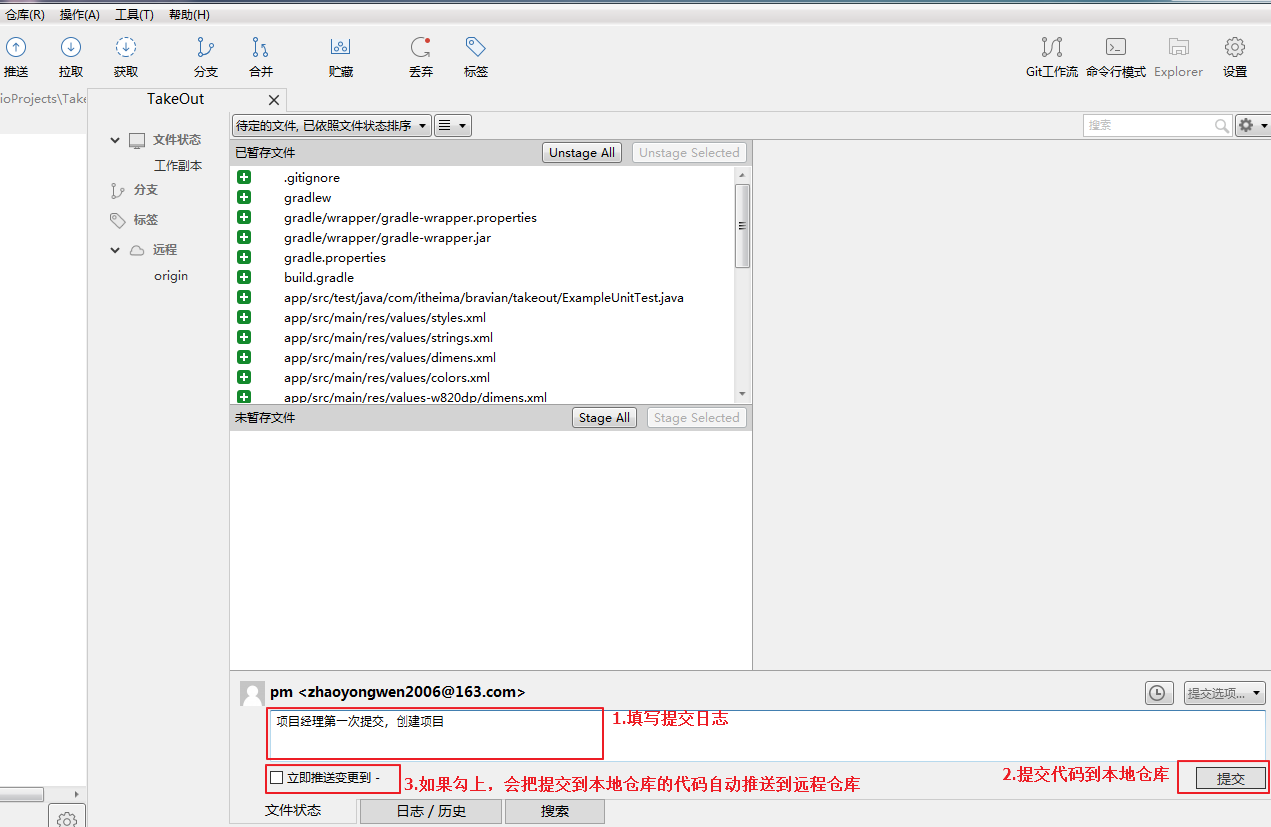 仓库(R) 操作(A) 工具(T) 帮助(H)
推送 拉取 获取 分支 合并 贮藏 丢弃 标签 Git工作流 命令行模式 Explorer 设置
ioProjects\Take
TakeOut
待定的文件, 已依照文件状态排序
搜索
文件状态
工作副本
分支
标签
远程
origin
已暂存文件 Unstage All Unstage Selected
.gitignore
gradlew
gradle/wrapper/gradle-wrapper.properties
gradle/wrapper/gradle-wrapper.jar
gradle.properties
build.gradle
app/src/test/java/com/itheima/bravian/takeout/ExampleUnitTest.java
app/src/main/res/values/styles.xml
app/src/main/res/values/strings.xml
app/src/main/res/values/dimens.xml
app/src/main/res/values/colors.xml
app/src/main/res/values-w820dp/dimens.xml
未暂存文件 Stage All Stage Selected
pm <zhaoyongwen2006@163.com>
提交选项...
项目经理第一次提交，创建项目
1.填写提交日志
立即推送变更到 -
3.如果勾上，会把提交到本地仓库的代码自动推送到远程仓库
2.提交代码到本地仓库
提交
文件状态 日志 / 历史 搜索